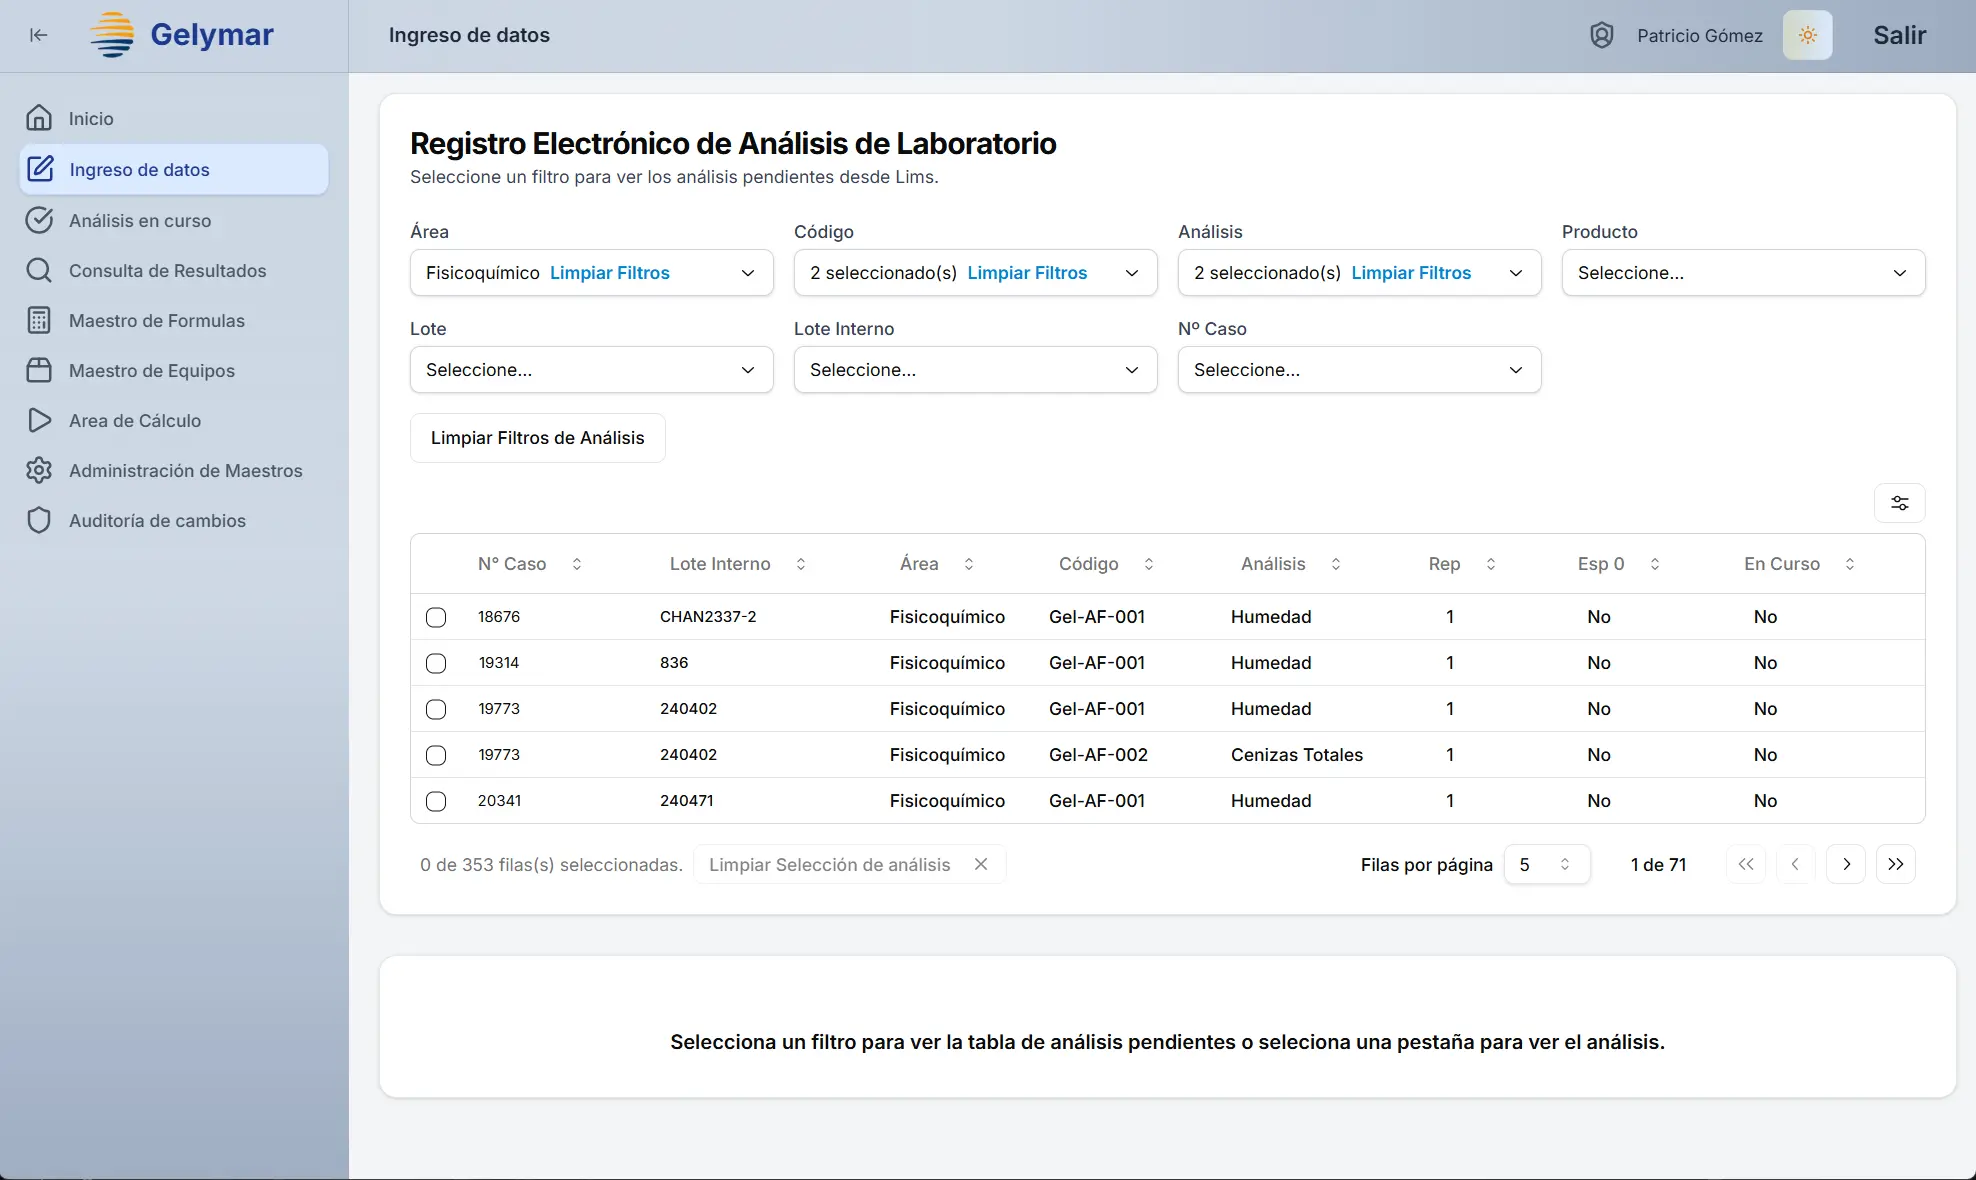 Gelymar
Ingreso de datos
Patricio Gómez
Salir
Inicio
Ingreso de datos
Análisis en curso
Consulta de Resultados
Maestro de Formulas
Maestro de Equipos
Area de Cálculo
Administración de Maestros
Auditoría de cambios
Registro Electrónico de Análisis de Laboratorio
Seleccione un filtro para ver los análisis pendientes desde Lims.
Área Código Análisis Producto
Fisicoquímico Limpiar Filtros 2 seleccionado(s) Limpiar Filtros 2 seleccionado(s) Limpiar Filtros Seleccione...
Lote Lote Interno Nº Caso
Seleccione... Seleccione... Seleccione...
Limpiar Filtros de Análisis
N° Caso Lote Interno Área Código Análisis Rep Esp 0 En Curso
18676 CHAN2337-2 Fisicoquímico Gel-AF-001 Humedad 1 No No
19314 836 Fisicoquímico Gel-AF-001 Humedad 1 No No
19773 240402 Fisicoquímico Gel-AF-001 Humedad 1 No No
19773 240402 Fisicoquímico Gel-AF-002 Cenizas Totales 1 No No
20341 240471 Fisicoquímico Gel-AF-001 Humedad 1 No No
0 de 353 filas(s) seleccionadas. Limpiar Selección de análisis Filas por página 5 1 de 71
Selecciona un filtro para ver la tabla de análisis pendientes o seleciona una pestaña para ver el análisis.